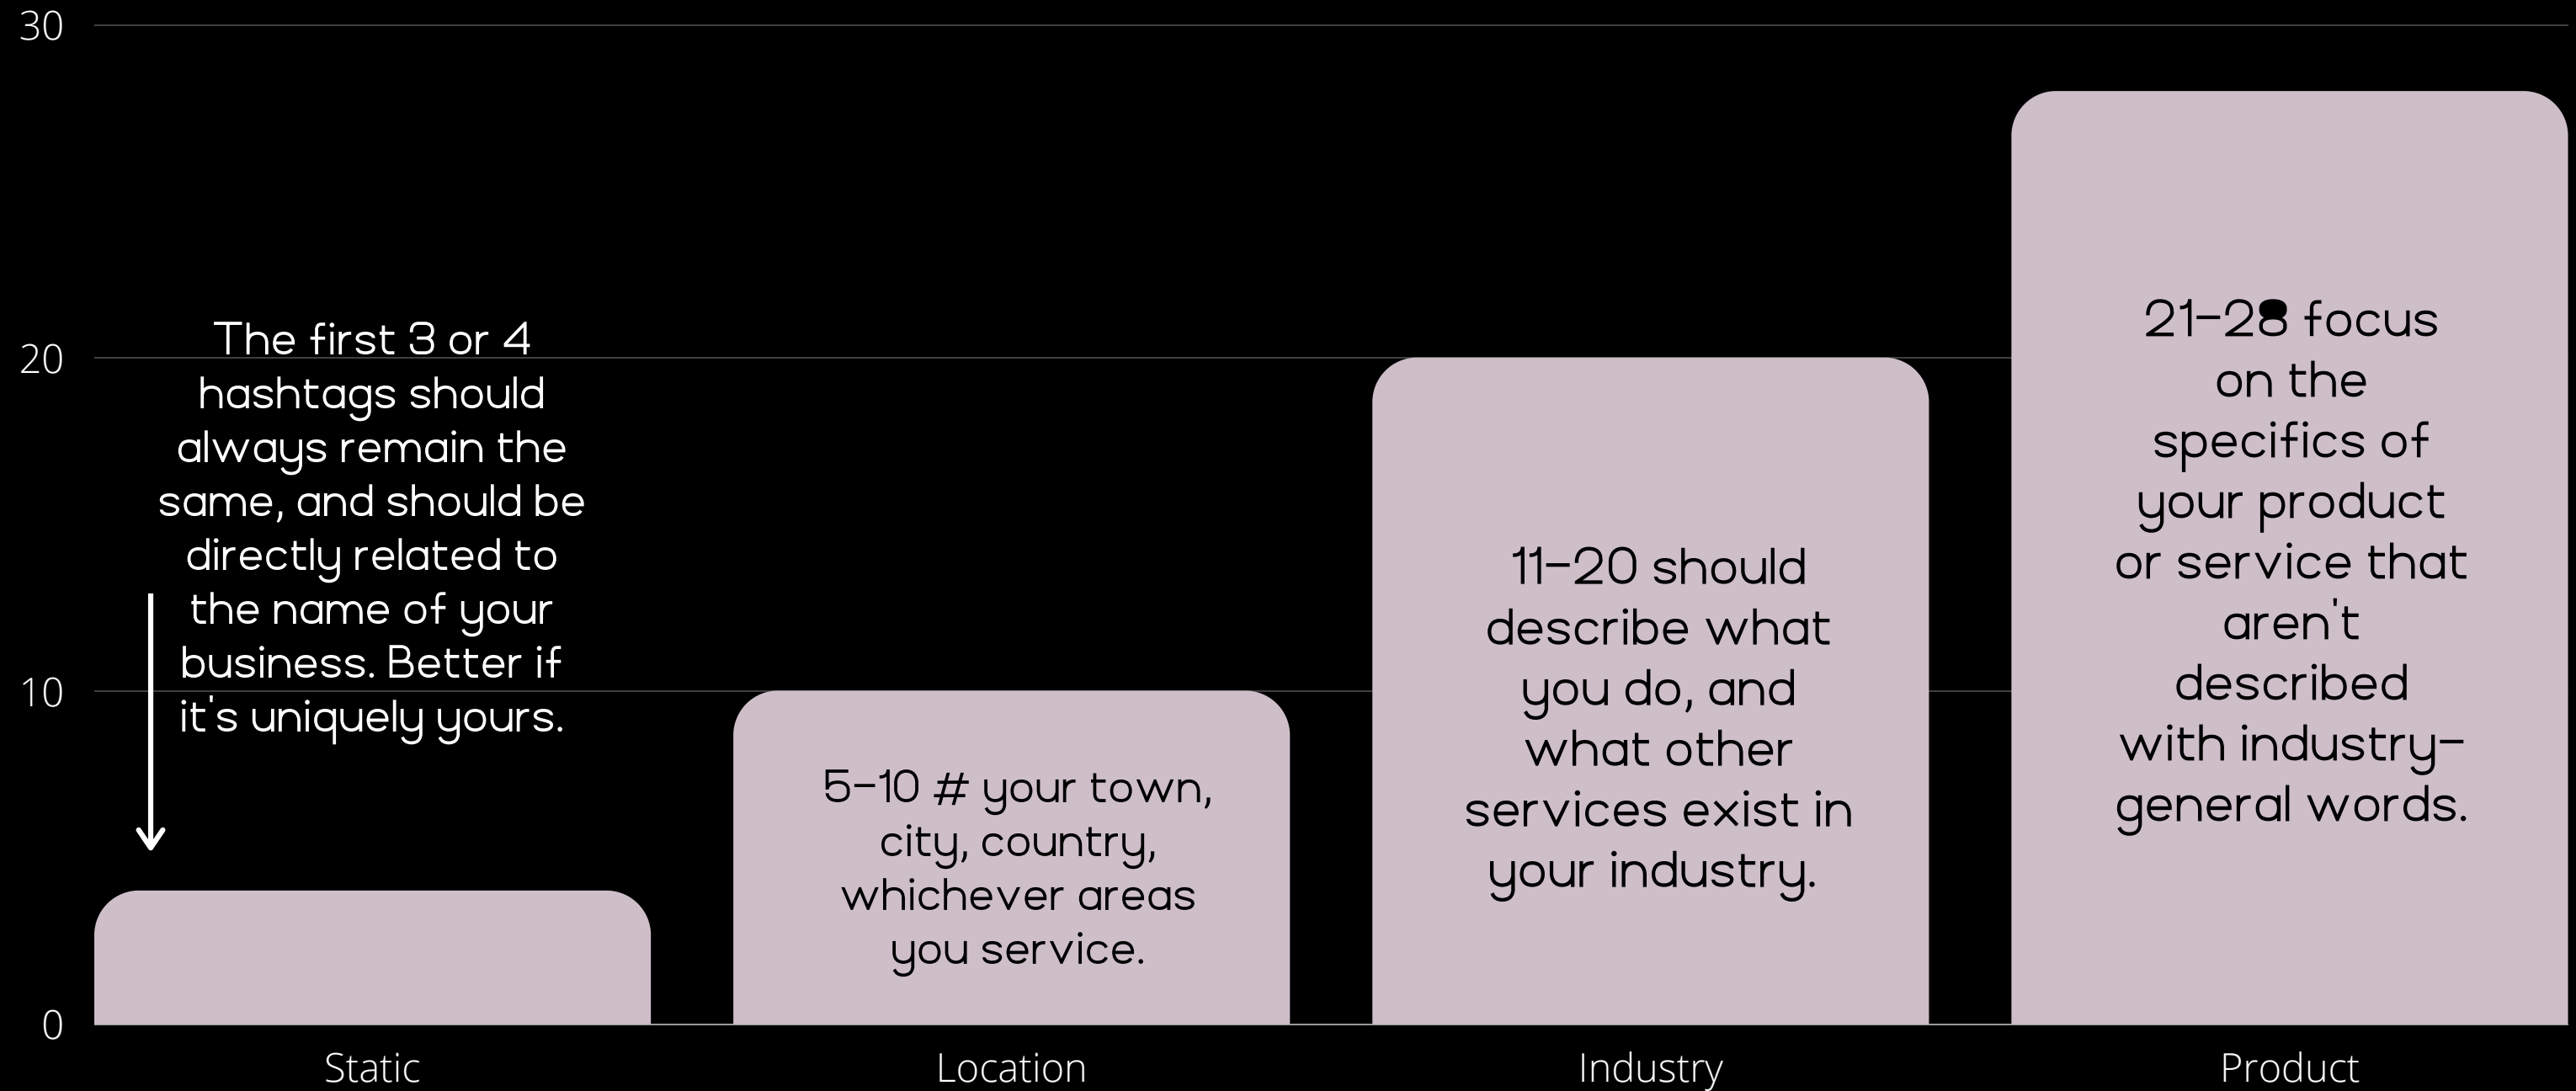 30
20
10
0
The first 3 or 4
hashtags should
always remain the
same, and should be
directly related to
the name of your
business. Better if
it's uniquely yours.
5-10 # your town,
city, country,
whichever areas
you service.
11-20 should
describe what
you do, and
what other
services exist in
your industry.
21-28 focus
on the
specifics of
your product
or service that
aren't
described
with industry-
general words.
Static
Location
Industry
Product